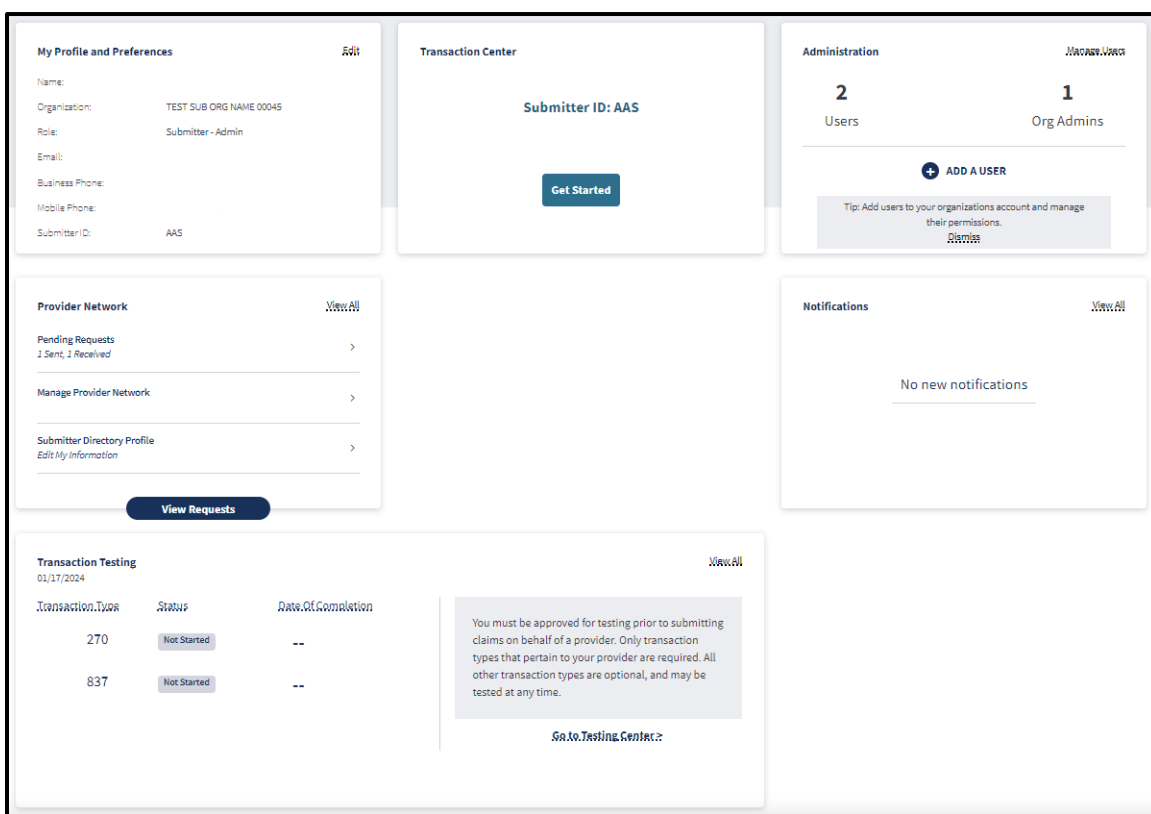 My Profile and Preferences
Edit
Name:
Organization: TEST SUB ORG NAME 00045
Role: Submitter - Admin
Email:
Business Phone:
Mobile Phone:
Submitter ID: AAS
Transaction Center
Submitter ID: AAS
Get Started
Administration
Manage Users
2
Users
1
Org Admins
+ ADD A USER
Tip: Add users to your organizations account and manage
their permissions.
Dismiss
Provider Network
View All
Pending Requests
1 Sent, 1 Received
Manage Provider Network
Submitter Directory Profile
Edit My Information
View Requests
Notifications
View All
No new notifications
Transaction Testing
View All
01/17/2024
Transaction Type Status Date Of Completion
270 Not Started --
837 Not Started --
You must be approved for testing prior to submitting
claims on behalf of a provider. Only transaction
types that pertain to your provider are required. All
other transaction types are optional, and may be
tested at any time.
Go to Testing Center >